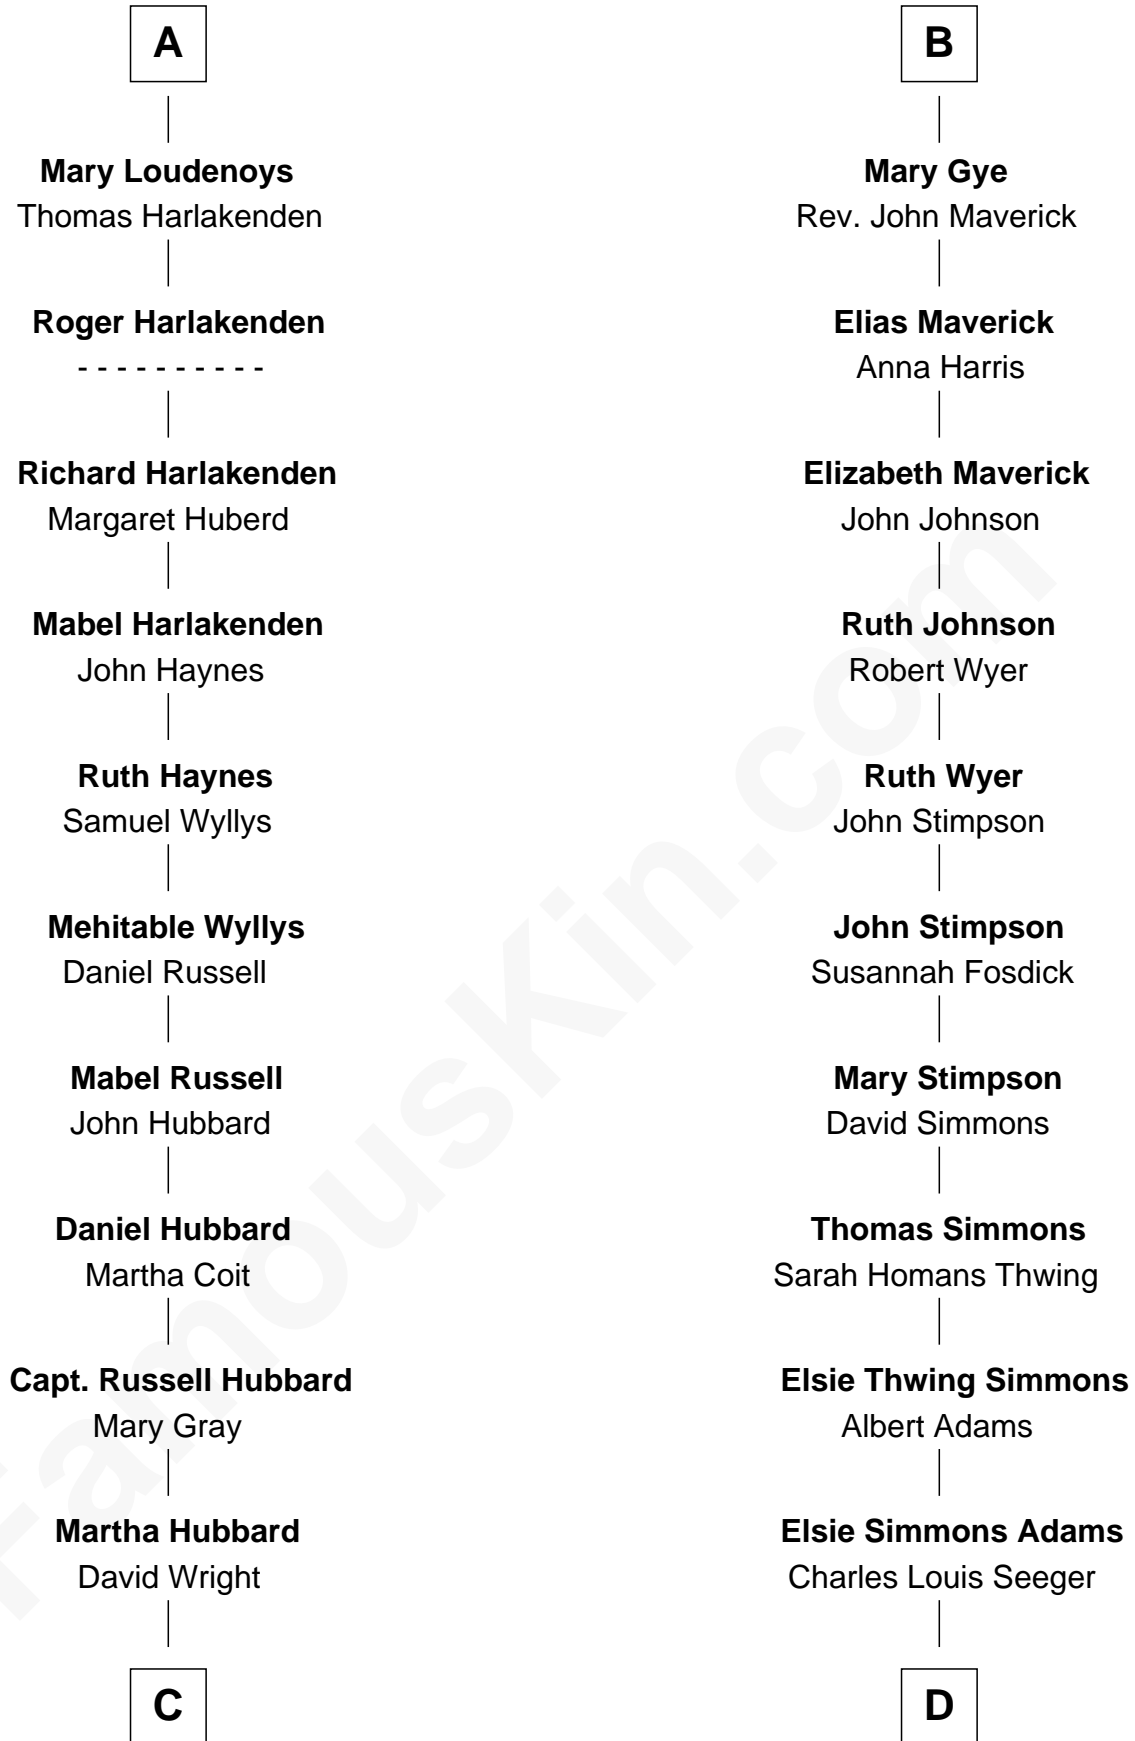 A
Mary Loudenoys
Thomas Harlakenden
Roger Harlakenden
- - - - - - - - - -
Richard Harlakenden
Margaret Huberd
Mabel Harlakenden
John Haynes
Ruth Haynes
Samuel Wyllys
Mehitable Wyllys
Daniel Russell
Mabel Russell
John Hubbard
Daniel Hubbard
Martha Coit
Capt. Russell Hubbard
Mary Gray
Martha Hubbard
David Wright
C
B
Mary Gye
Rev. John Maverick
Elias Maverick
Anna Harris
Elizabeth Maverick
John Johnson
Ruth Johnson
Robert Wyer
Ruth Wyer
John Stimpson
John Stimpson
Susannah Fosdick
Mary Stimpson
David Simmons
Thomas Simmons
Sarah Homans Thwing
Elsie Thwing Simmons
Albert Adams
Elsie Simmons Adams
Charles Louis Seeger
D
FamousKin.com